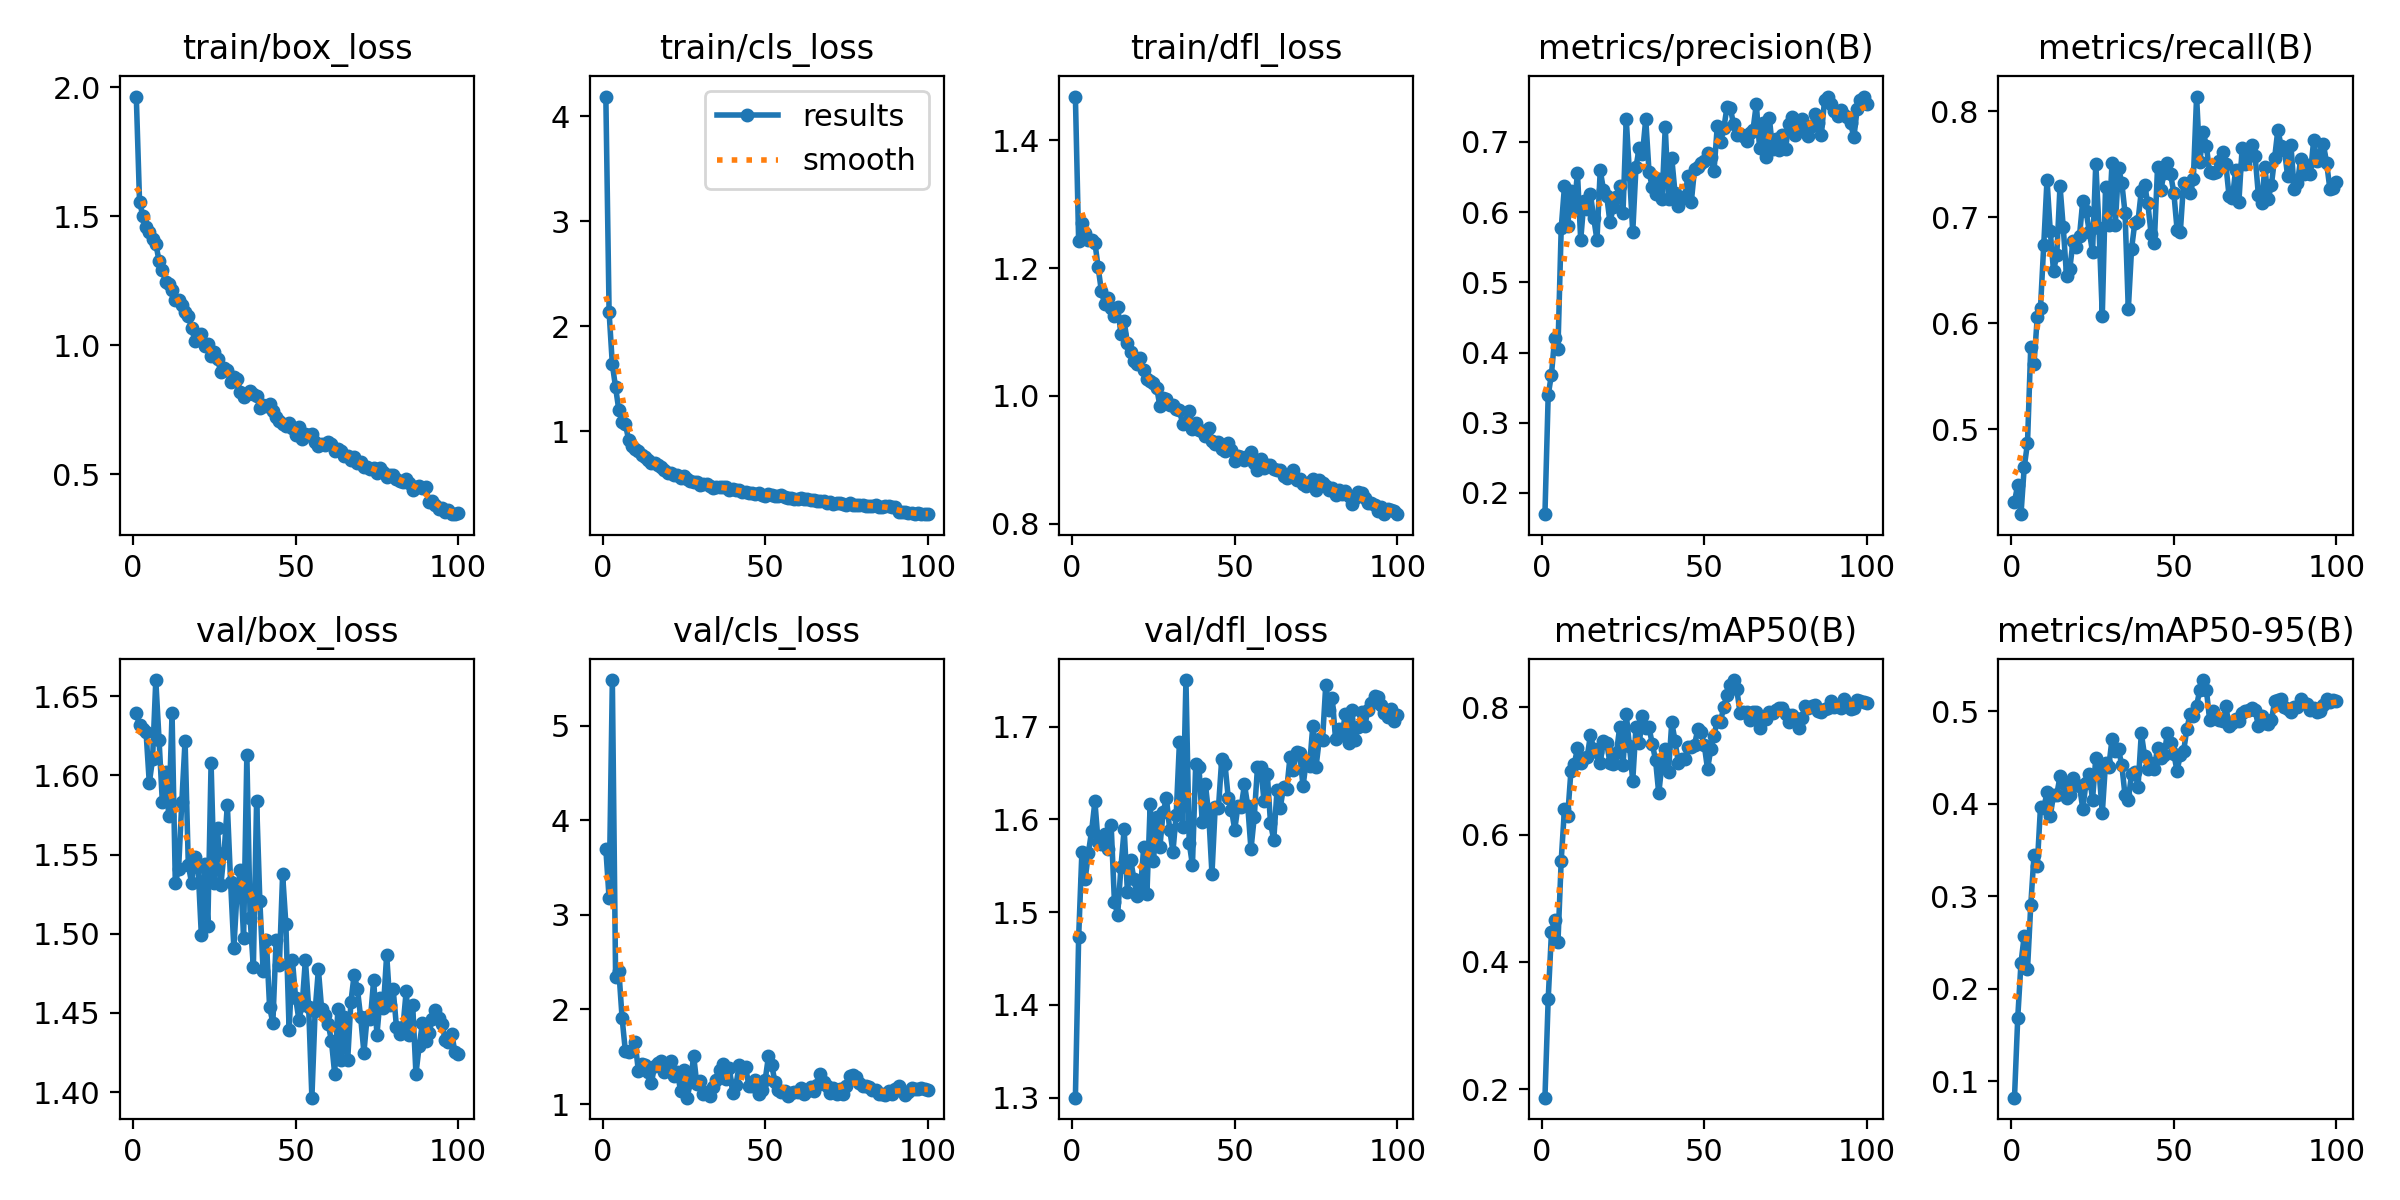 train/box_loss
2.0
1.5
1.0
0.5
0 50 100
train/cls_loss
results
smooth
4
3
2
1
0 50 100
train/dfl_loss
1.4
1.2
1.0
0.8
0 50 100
metrics/precision(B)
0.7
0.6
0.5
0.4
0.3
0.2
0 50 100
metrics/recall(B)
0.8
0.7
0.6
0.5
0 50 100
val/box_loss
1.65
1.60
1.55
1.50
1.45
1.40
0 50 100
val/cls_loss
5
4
3
2
1
0 50 100
val/dfl_loss
1.7
1.6
1.5
1.4
1.3
0 50 100
metrics/mAP50(B)
0.8
0.6
0.4
0.2
0 50 100
metrics/mAP50-95(B)
0.5
0.4
0.3
0.2
0.1
0 50 100